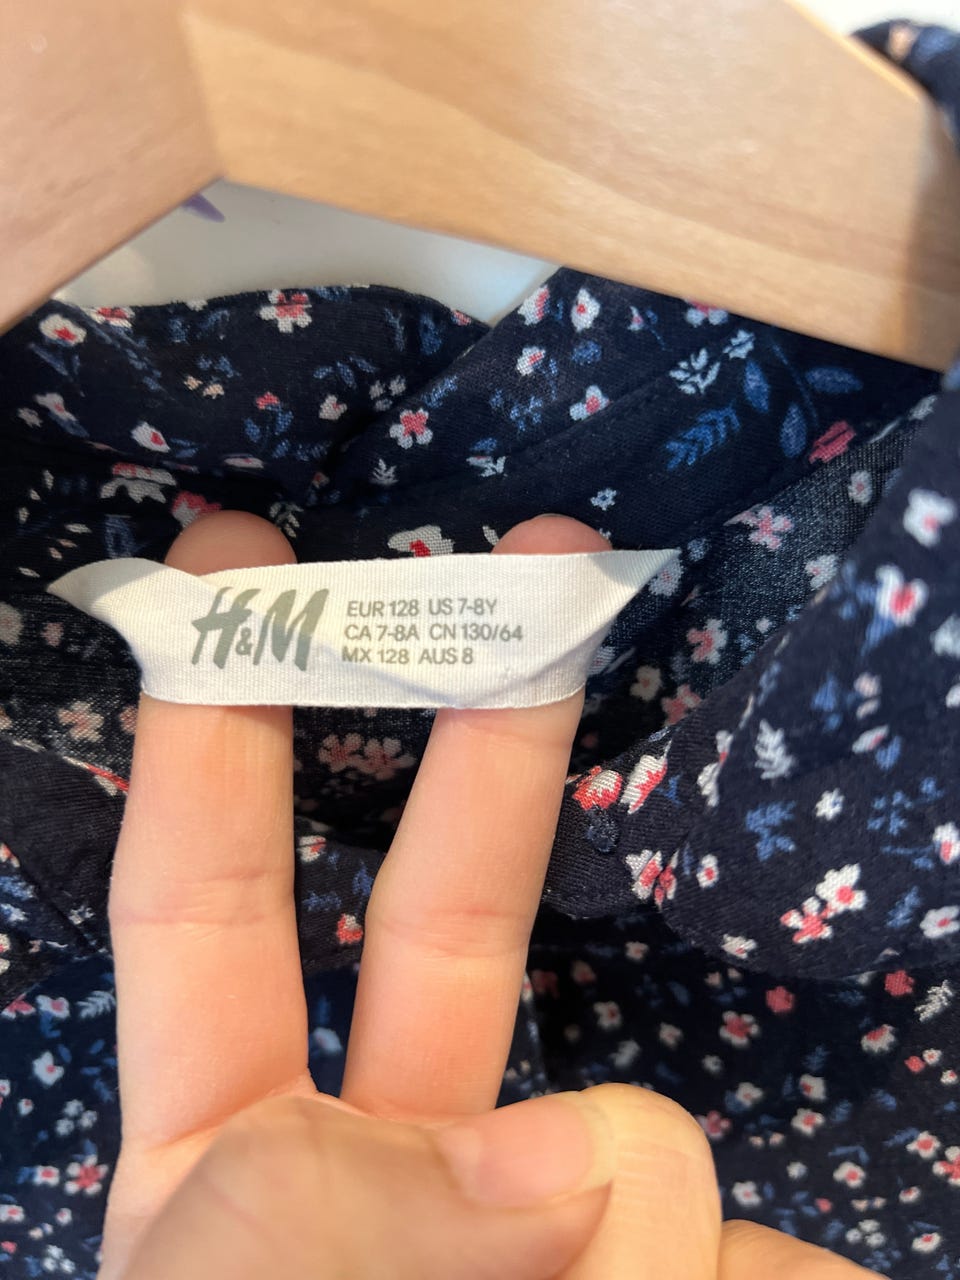 H&M
EUR 128 US 7-8Y
CA 7-8A CN 130/64
MX 128 AUS 8